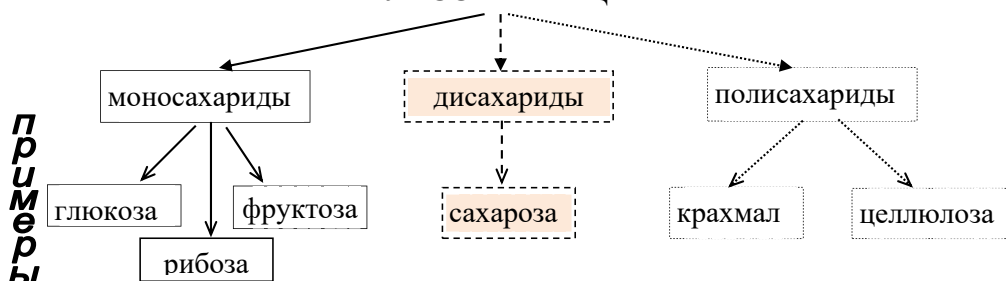 моносахариды
дисахариды
полисахариды
примеры
глюкоза
фруктоза
сахароза
крахмал
целлюлоза
рибоза